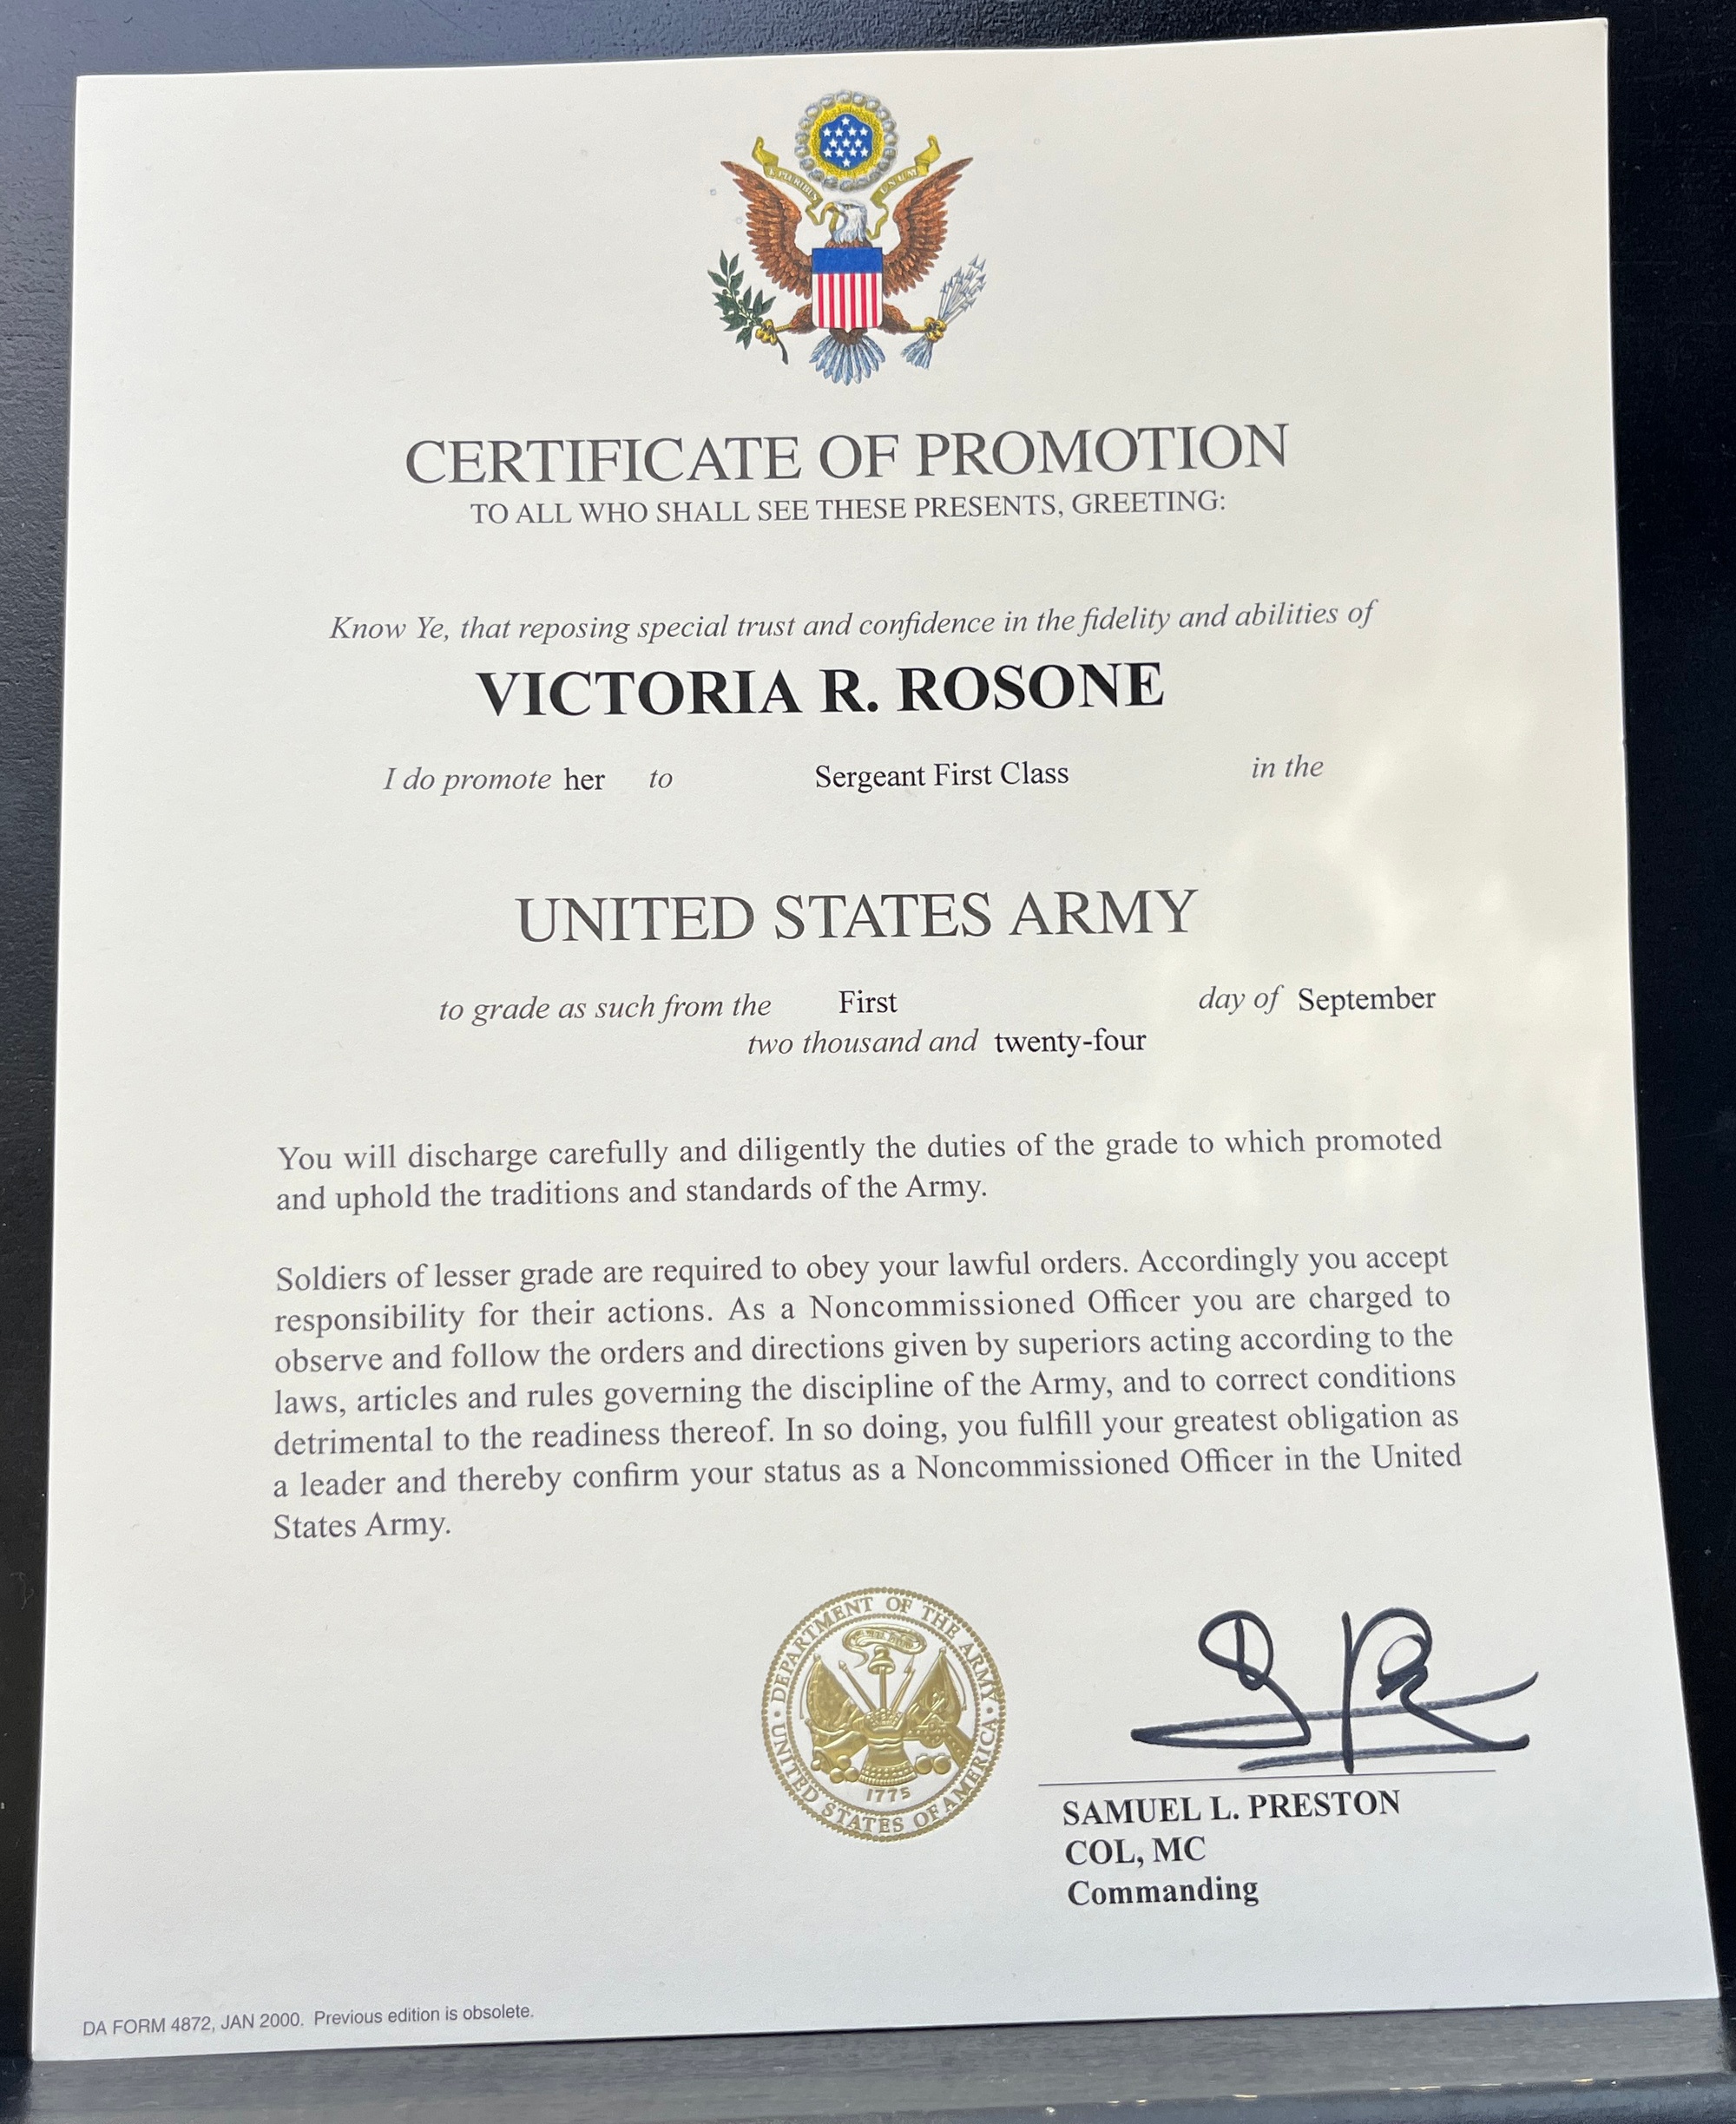 E PLURIBUS UNUM
CERTIFICATE OF PROMOTION
TO ALL WHO SHALL SEE THESE PRESENTS, GREETING:
Know Ye, that reposing special trust and confidence in the fidelity and abilities of
VICTORIA R. ROSONE
I do promote her to Sergeant First Class in the
UNITED STATES ARMY
to grade as such from the First day of September
two thousand and twenty-four
You will discharge carefully and diligently the duties of the grade to which promoted
and uphold the traditions and standards of the Army.
Soldiers of lesser grade are required to obey your lawful orders. Accordingly you accept
responsibility for their actions. As a Noncommissioned Officer you are charged to
observe and follow the orders and directions given by superiors acting according to the
laws, articles and rules governing the discipline of the Army, and to correct conditions
detrimental to the readiness thereof. In so doing, you fulfill your greatest obligation as
a leader and thereby confirm your status as a Noncommissioned Officer in the United
States Army.
DEPARTMENT OF THE ARMY
UNITED STATES OF AMERICA
1775
SAMUEL L. PRESTON
COL, MC
Commanding
DA FORM 4872, JAN 2000. Previous edition is obsolete.